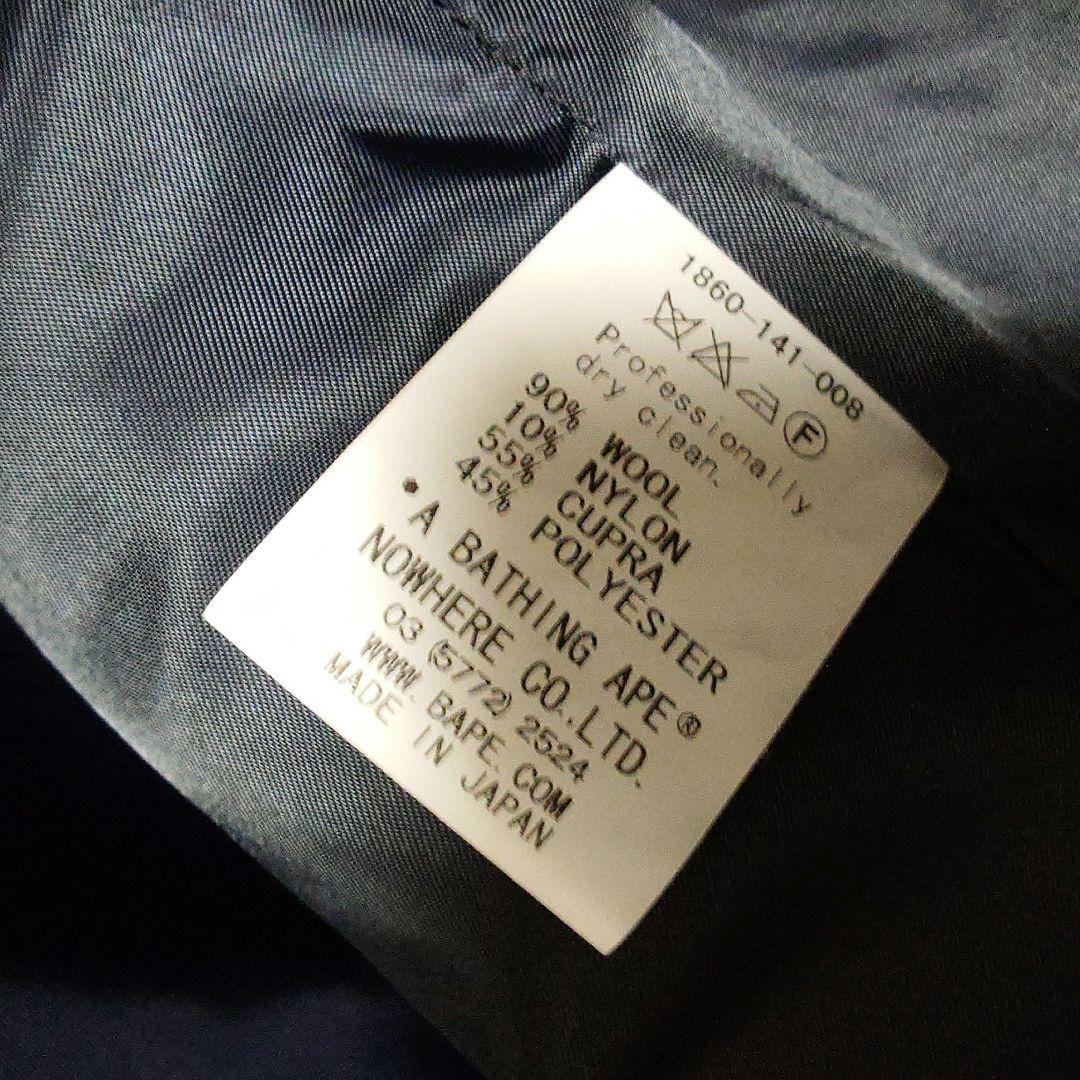 1860-141-008
F
Professionally
dry clean.
90% WOOL
10% NYLON
55% CUPRA
45% POLYESTER
• A BATHING APE®
NOWHERE CO.,LTD.
03 (5772) 2524
WWW.BAPE.COM
MADE IN JAPAN